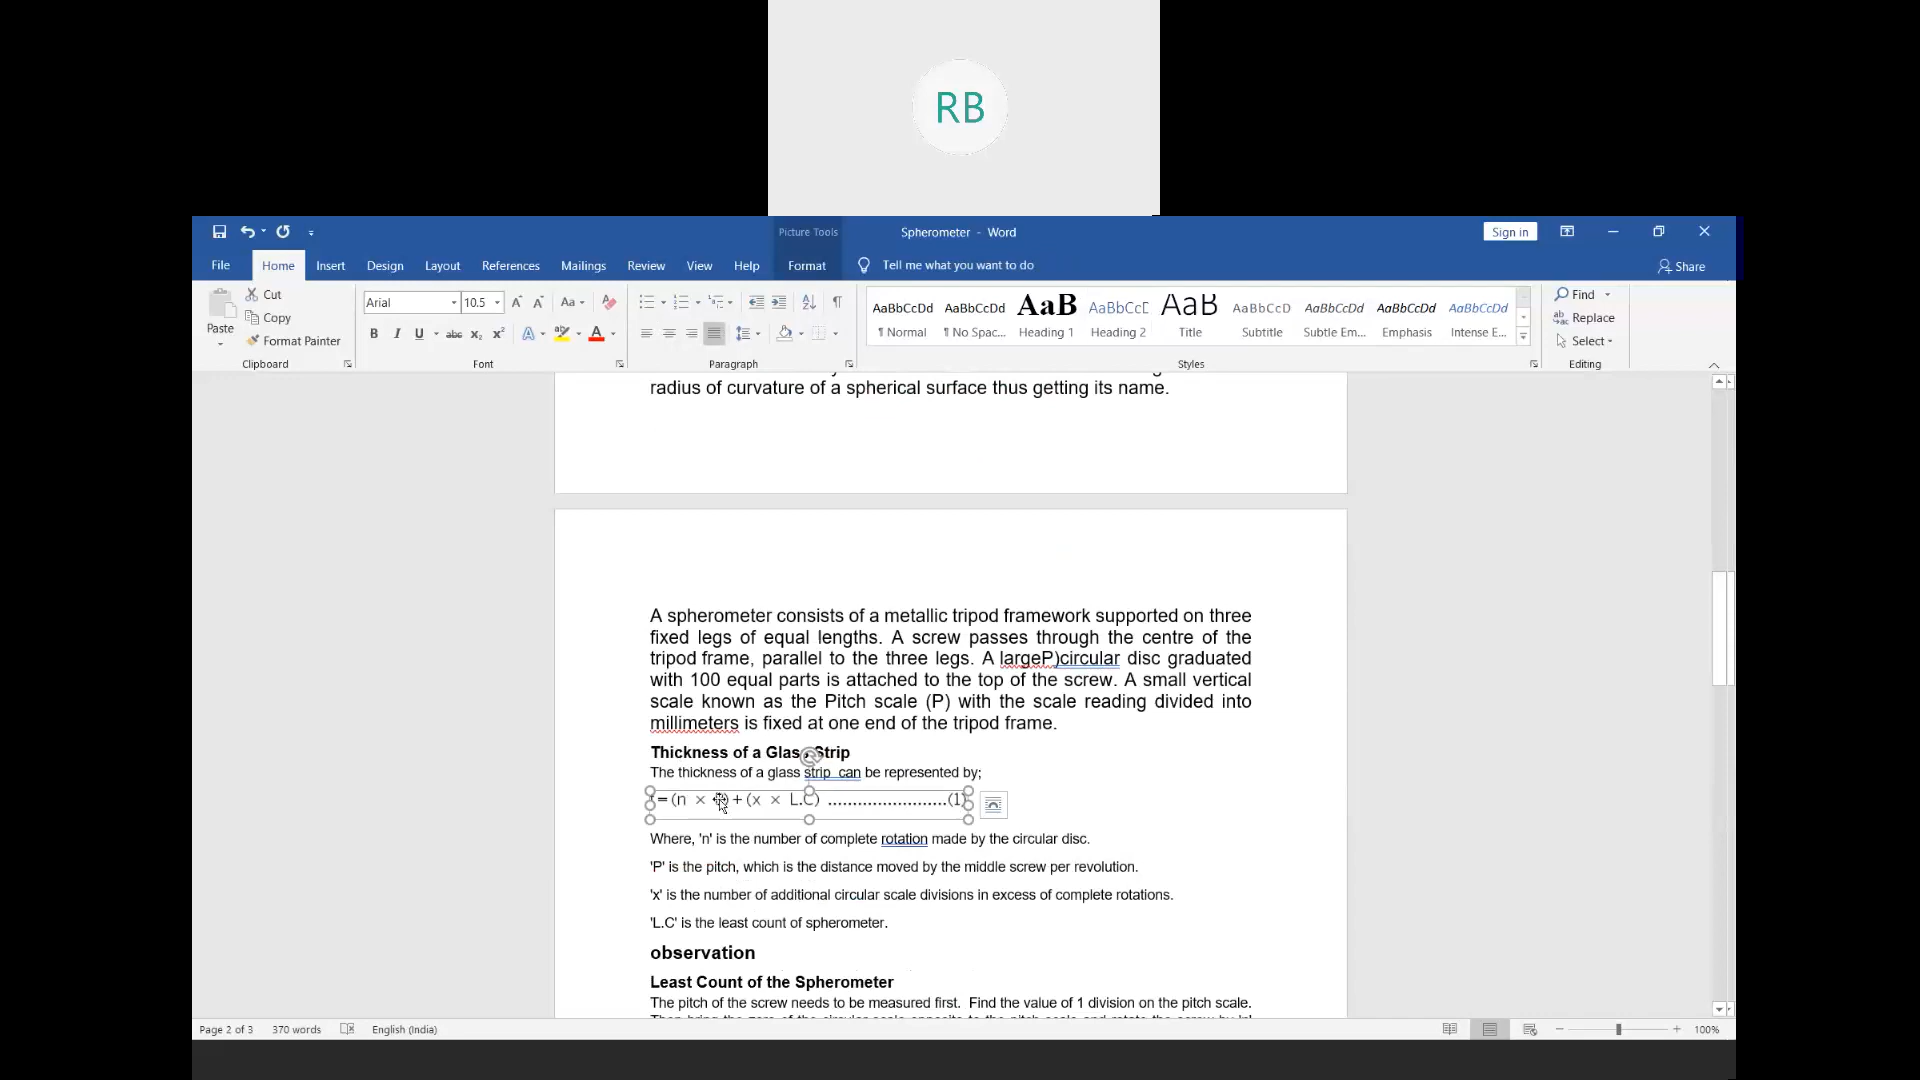 RB
Picture Tools
Spherometer - Word
Sign in
File Home Insert Design Layout References Mailings Review View Help Format Tell me what you want to do Share
Paste
Cut
Copy
Format Painter
Clipboard
Arial 10.5 Aa
B I U abc x₂ x² A ab A
Font
Paragraph
AaBbCcDd AaBbCcDd AaB AaBbCcE AaB AaBbCcD AaBbCcDd AaBbCcDd AaBbCcDd
¶ Normal ¶ No Spac... Heading 1 Heading 2 Title Subtitle Subtle Em... Emphasis Intense E...
Styles
Find
Replace
Select
Editing
radius of curvature of a spherical surface thus getting its name.
A spherometer consists of a metallic tripod framework supported on three
fixed legs of equal lengths. A screw passes through the centre of the
tripod frame, parallel to the three legs. A largeP)circular disc graduated
with 100 equal parts is attached to the top of the screw. A small vertical
scale known as the Pitch scale (P) with the scale reading divided into
millimeters is fixed at one end of the tripod frame.
Thickness of a Glass Strip
The thickness of a glass strip can be represented by;
=(n × )+(x × L.C) ........................(1)
Where, 'n' is the number of complete rotation made by the circular disc.
'P' is the pitch, which is the distance moved by the middle screw per revolution.
'x' is the number of additional circular scale divisions in excess of complete rotations.
'L.C' is the least count of spherometer.
observation
Least Count of the Spherometer
The pitch of the screw needs to be measured first. Find the value of 1 division on the pitch scale.
Page 2 of 3 370 words English (India) 100%